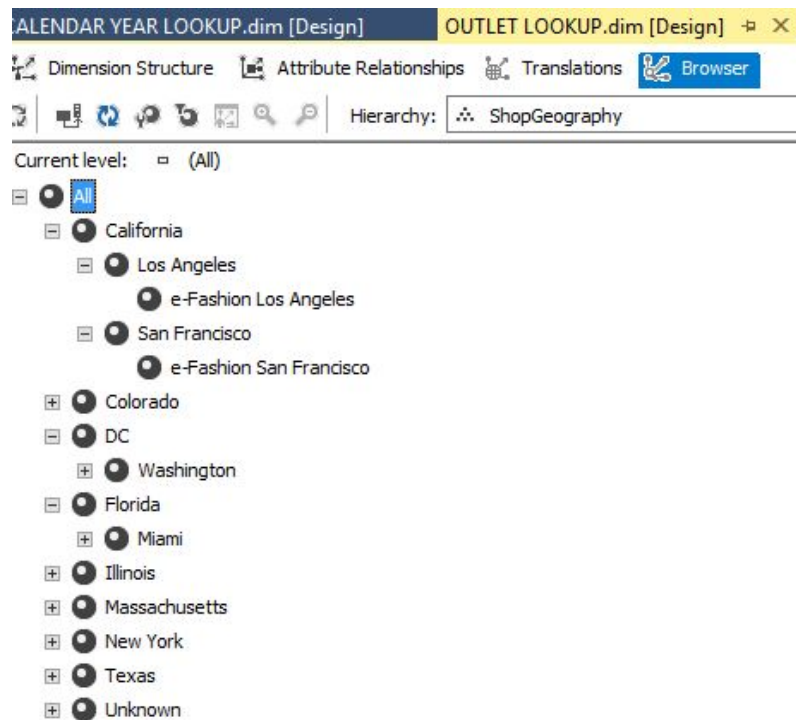 CALENDAR YEAR LOOKUP.dim [Design] OUTLET LOOKUP.dim [Design]
Dimension Structure Attribute Relationships Translations Browser
Hierarchy: ShopGeography
Current level: (All)
All
California
Los Angeles
e-Fashion Los Angeles
San Francisco
e-Fashion San Francisco
Colorado
DC
Washington
Florida
Miami
Illinois
Massachusetts
New York
Texas
Unknown